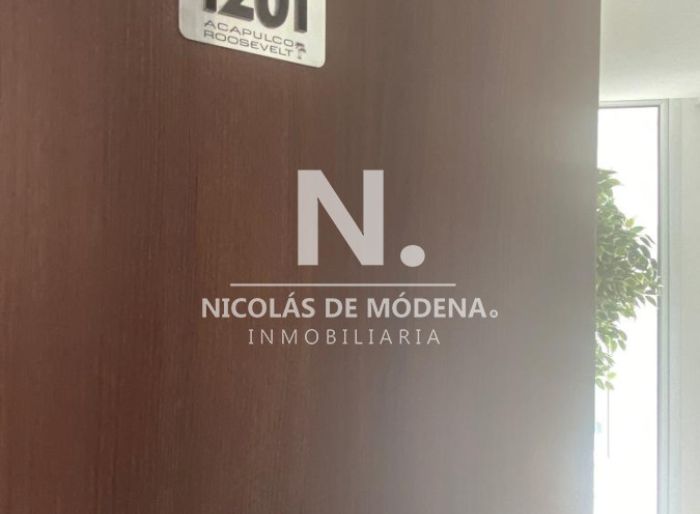 1201
ACAPULCO
ROOSEVELT
N.
NICOLÁS DE MÓDENA.
INMOBILIARIA